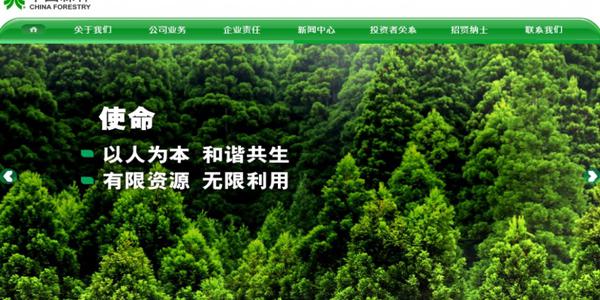 CHINA FORESTRY
关于我们 公司业务 企业责任 新闻中心 投资者关系 招贤纳士 联系我们
使命
以人为本 和谐共生
有限资源 无限利用